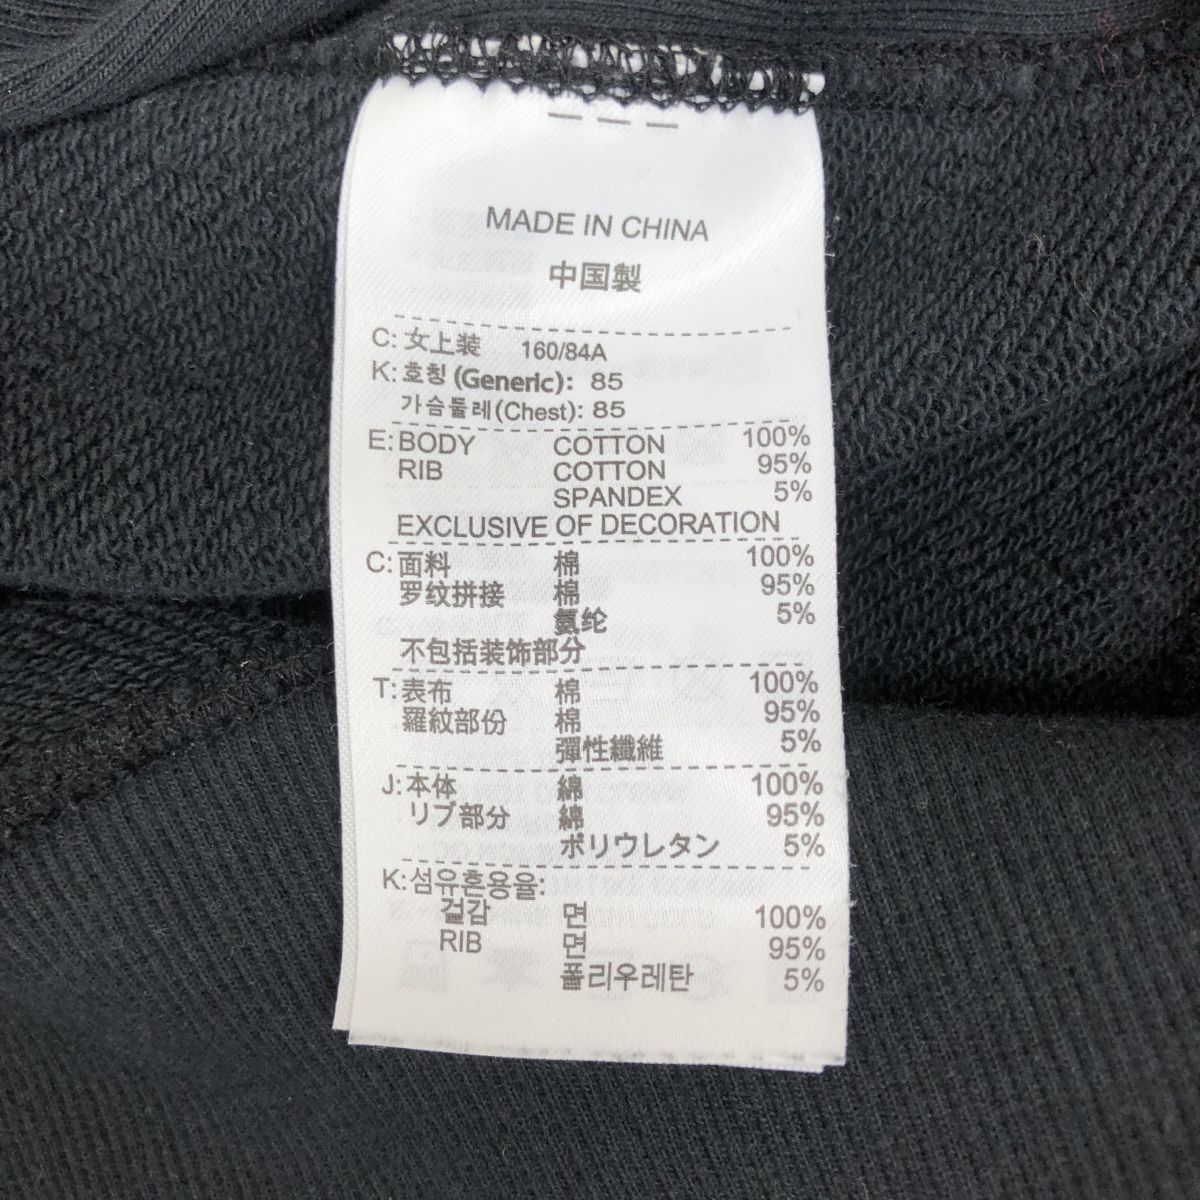 MADE IN CHINA
中国製
C: 女上装 160/84A
K: 호칭 (Generic): 85
가슴둘레(Chest): 85
E: BODY COTTON 100%
RIB COTTON 95%
SPANDEX 5%
EXCLUSIVE OF DECORATION
C: 面料 棉 100%
罗纹拼接 棉 95%
氨纶 5%
不包括装饰部分
T: 表布 棉 100%
羅紋部份 棉 95%
彈性纖維 5%
J: 本体 綿 100%
リブ部分 綿 95%
ポリウレタン 5%
K: 섬유혼용율:
겉감 면 100%
RIB 면 95%
폴리우레탄 5%